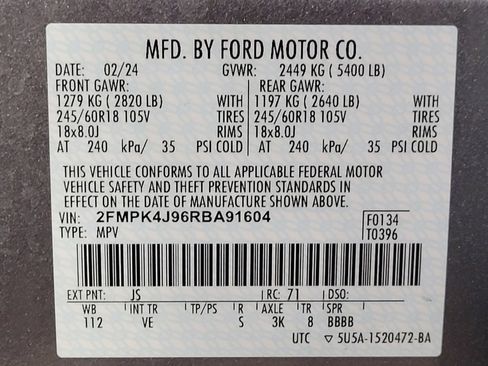 MFD. BY FORD MOTOR CO.
DATE: 02/24 GVWR: 2449 KG ( 5400 LB)
FRONT GAWR: REAR GAWR:
1279 KG ( 2820 LB) WITH 1197 KG ( 2640 LB) WITH
245/60R18 105V TIRES 245/60R18 105V TIRES
18x8.0J RIMS 18x8.0J RIMS
AT 240 kPa/ 35 PSI COLD AT 240 kPa/ 35 PSI COLD
THIS VEHICLE CONFORMS TO ALL APPLICABLE FEDERAL MOTOR
VEHICLE SAFETY AND THEFT PREVENTION STANDARDS IN
EFFECT ON THE DATE OF MANUFACTURE SHOWN ABOVE.
VIN: 2FMPK4J96RBA91604 F0134
TYPE: MPV T0396
EXT PNT: JS RC: 71 DSO:
WB INT TR TP/PS R AXLE TR SPR
112 VE S 3K 8 BBBB
UTC ▽ 5U5A-1520472-BA